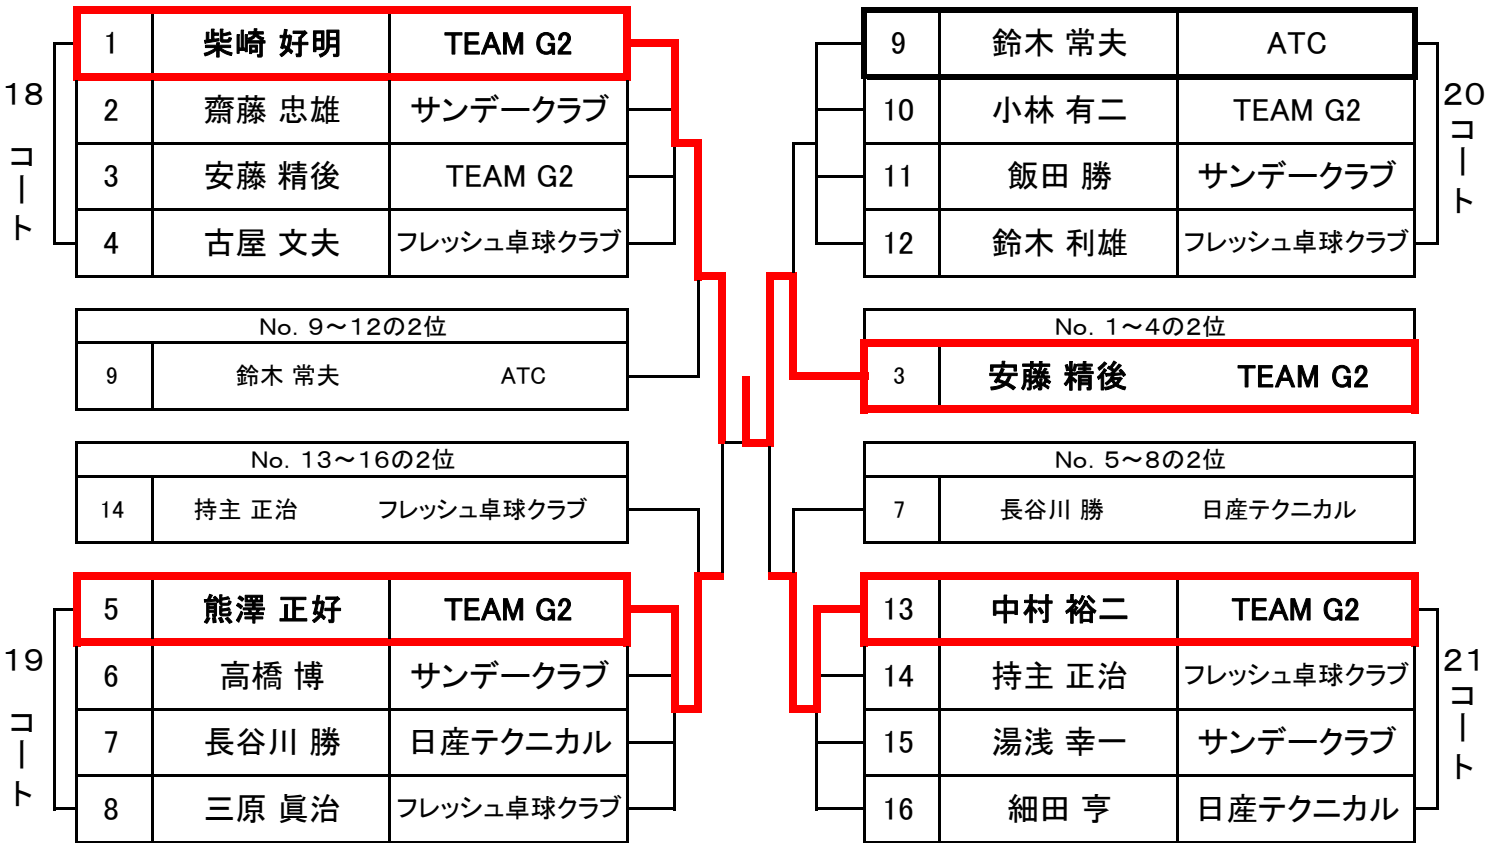 18コート
1 柴崎 好明 TEAM G2
2 齋藤 忠雄 サンデークラブ
3 安藤 精後 TEAM G2
4 古屋 文夫 フレッシュ卓球クラブ
No. 9～12の2位
9 鈴木 常夫 ATC
No. 13～16の2位
14 持主 正治 フレッシュ卓球クラブ
19コート
5 熊澤 正好 TEAM G2
6 高橋 博 サンデークラブ
7 長谷川 勝 日産テクニカル
8 三原 眞治 フレッシュ卓球クラブ
20コート
9 鈴木 常夫 ATC
10 小林 有二 TEAM G2
11 飯田 勝 サンデークラブ
12 鈴木 利雄 フレッシュ卓球クラブ
No. 1～4の2位
3 安藤 精後 TEAM G2
No. 5～8の2位
7 長谷川 勝 日産テクニカル
21コート
13 中村 裕二 TEAM G2
14 持主 正治 フレッシュ卓球クラブ
15 湯浅 幸一 サンデークラブ
16 細田 亨 日産テクニカル